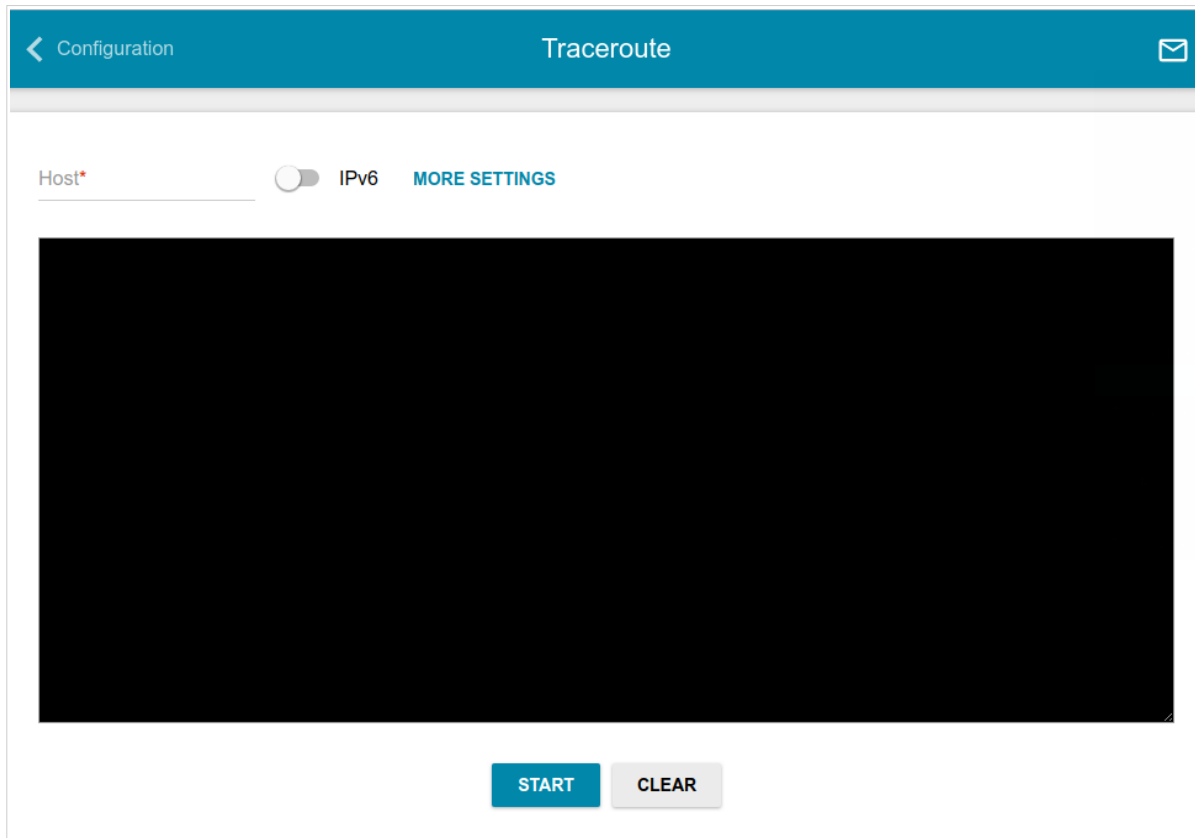 Configuration
Traceroute
Host*
IPv6
MORE SETTINGS
START
CLEAR